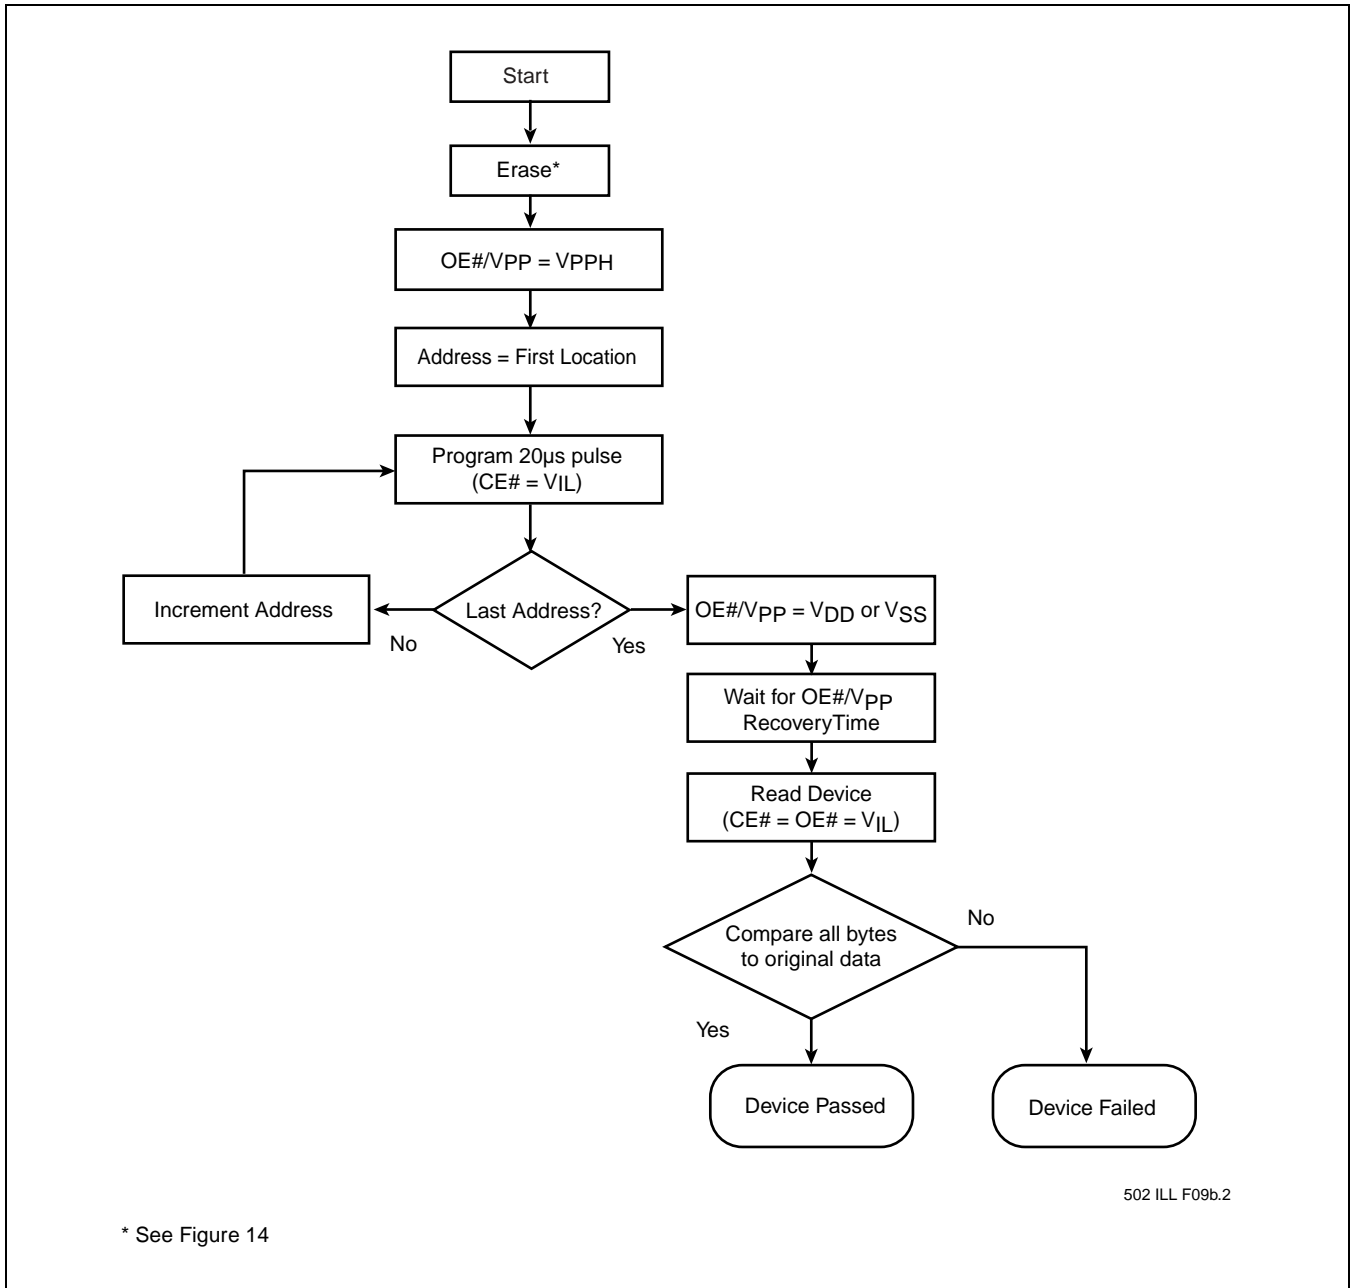 Start
Erase*
OE#/VPP = VPPH
Address = First Location
Program 20µs pulse
(CE# = VIL)
Last Address?
No
Yes
Increment Address
OE#/VPP = VDD or VSS
Wait for OE#/VPP
RecoveryTime
Read Device
(CE# = OE# = VIL)
Compare all bytes
to original data
No
Yes
Device Passed
Device Failed
502 ILL F09b.2
* See Figure 14